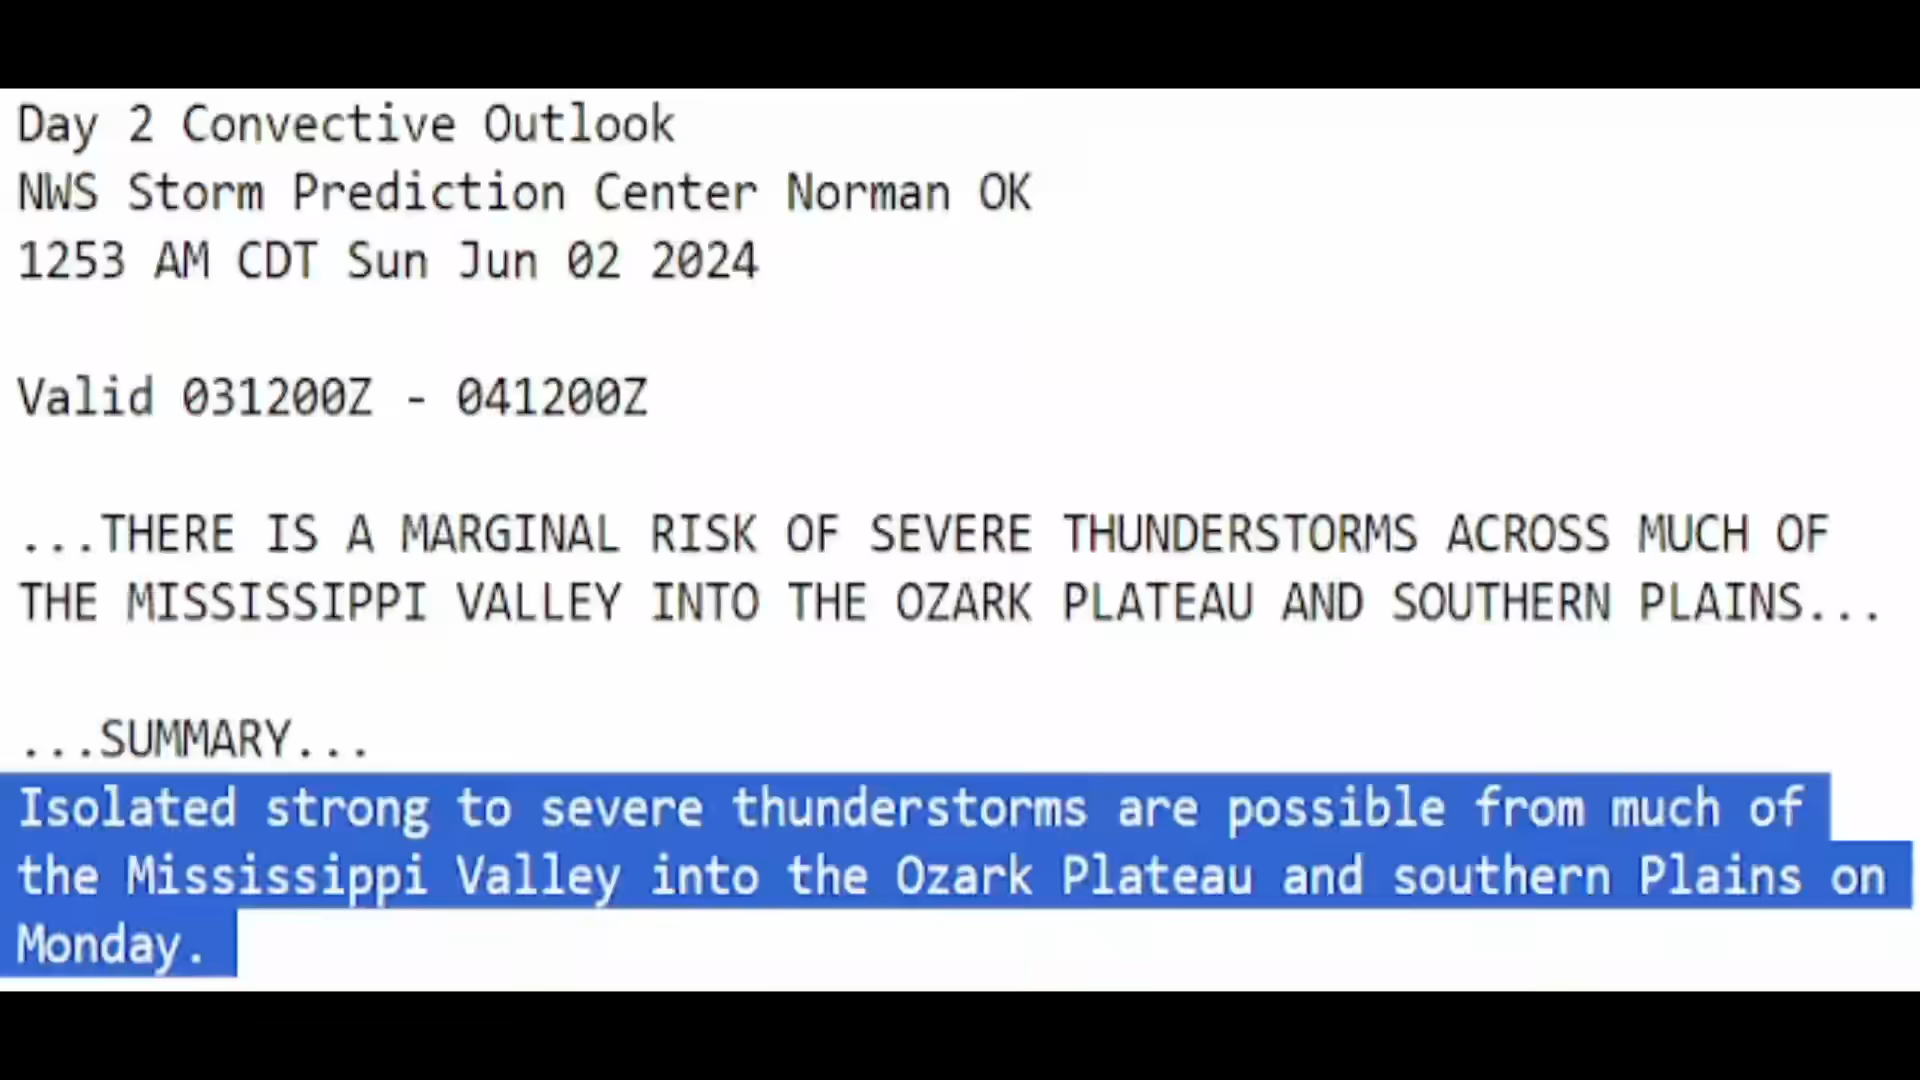 Day 2 Convective Outlook
NWS Storm Prediction Center Norman OK
1253 AM CDT Sun Jun 02 2024
Valid 031200Z - 041200Z
...THERE IS A MARGINAL RISK OF SEVERE THUNDERSTORMS ACROSS MUCH OF
THE MISSISSIPPI VALLEY INTO THE OZARK PLATEAU AND SOUTHERN PLAINS...
...SUMMARY...
Isolated strong to severe thunderstorms are possible from much of
the Mississippi Valley into the Ozark Plateau and southern Plains on
Monday.